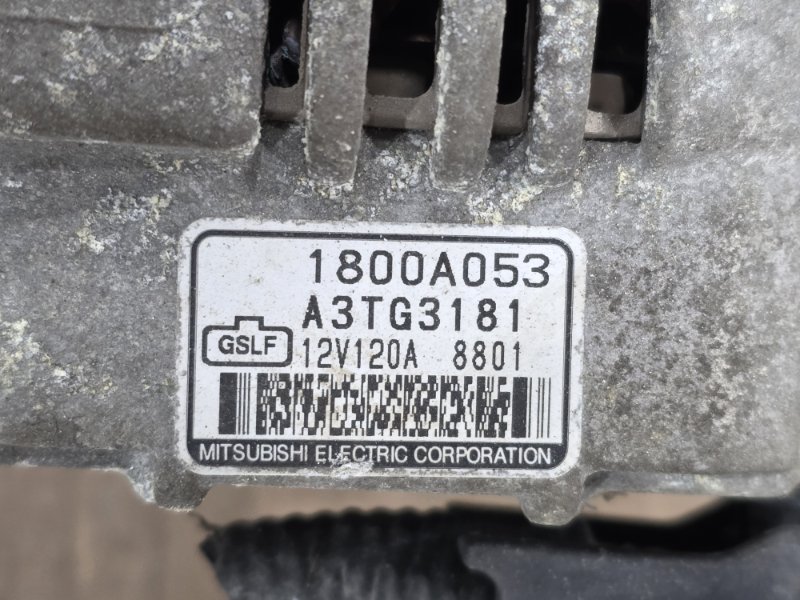 1800A053
A3TG3181
GSLF 12V120A 8801
MITSUBISHI ELECTRIC CORPORATION